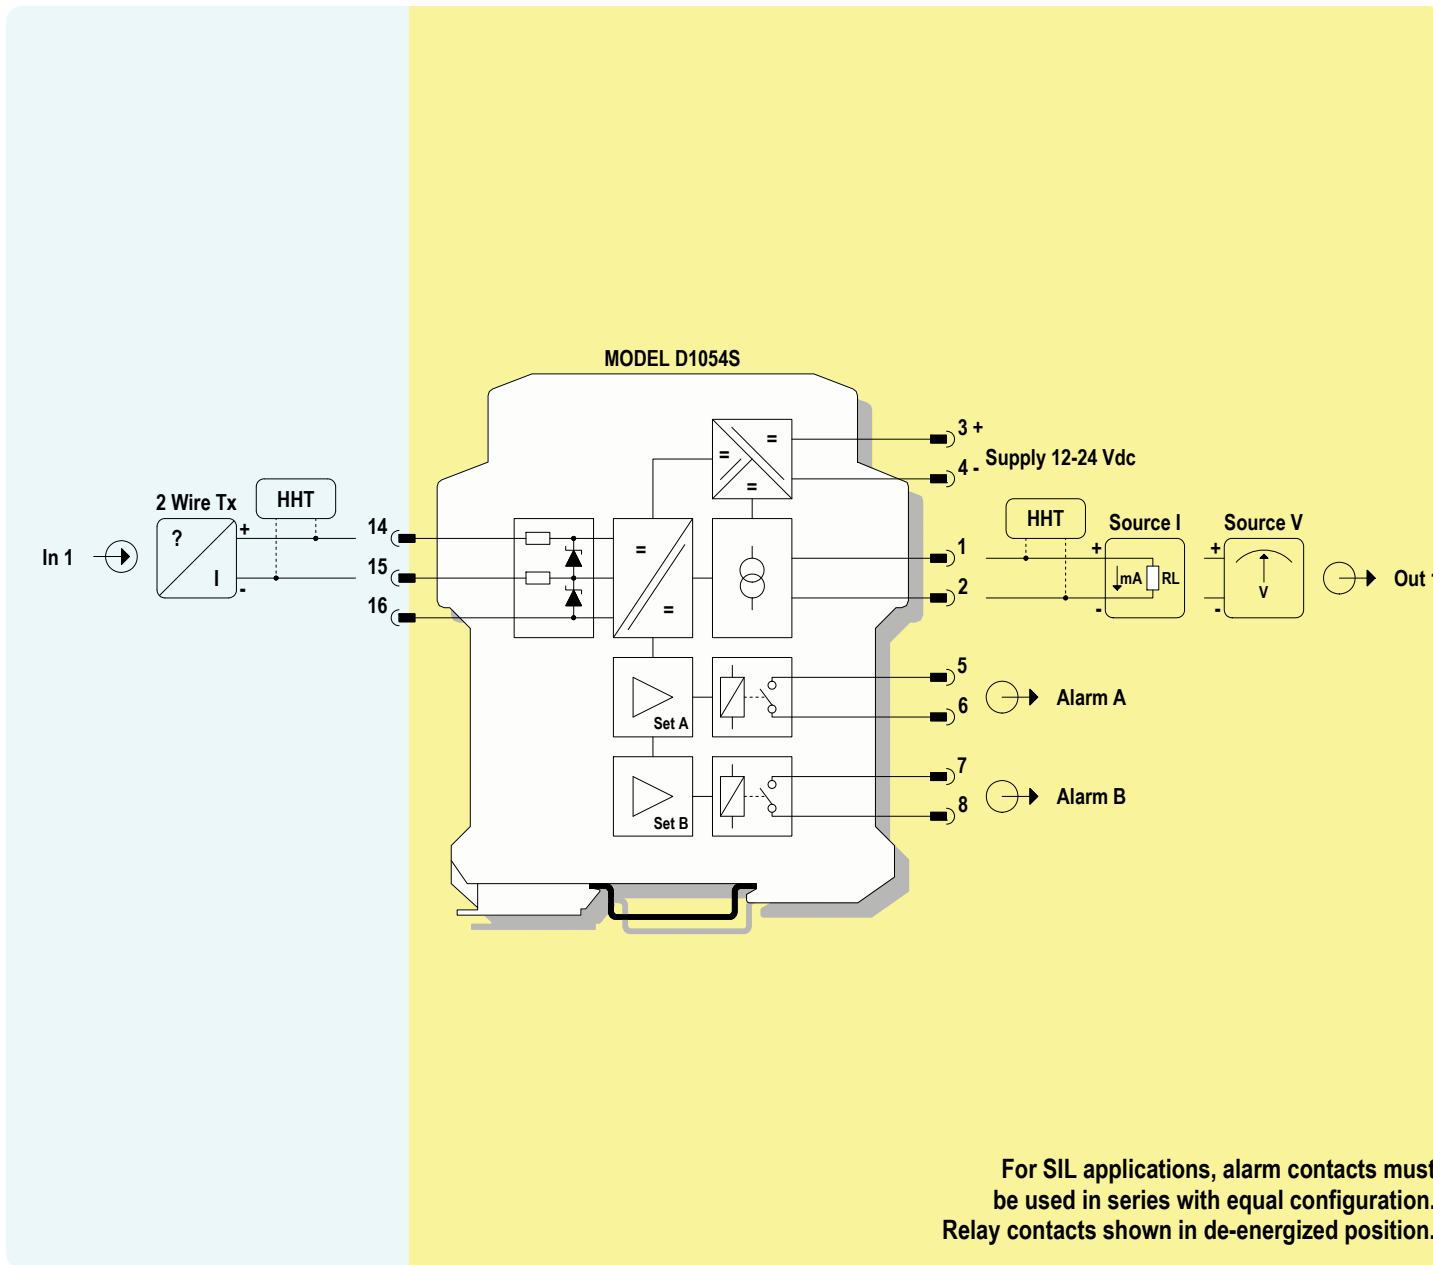 MODEL D1054S
3 +
Supply 12-24 Vdc
4 -
=
=
=
2 Wire Tx
HHT
?
I
+
-
In 1
14
15
16
=
=
HHT
Source I
Source V
1
2
+
-
mA
RL
+
-
V
Out
5
6
Alarm A
Set A
7
8
Alarm B
Set B
For SIL applications, alarm contacts must
be used in series with equal configuration.
Relay contacts shown in de-energized position.